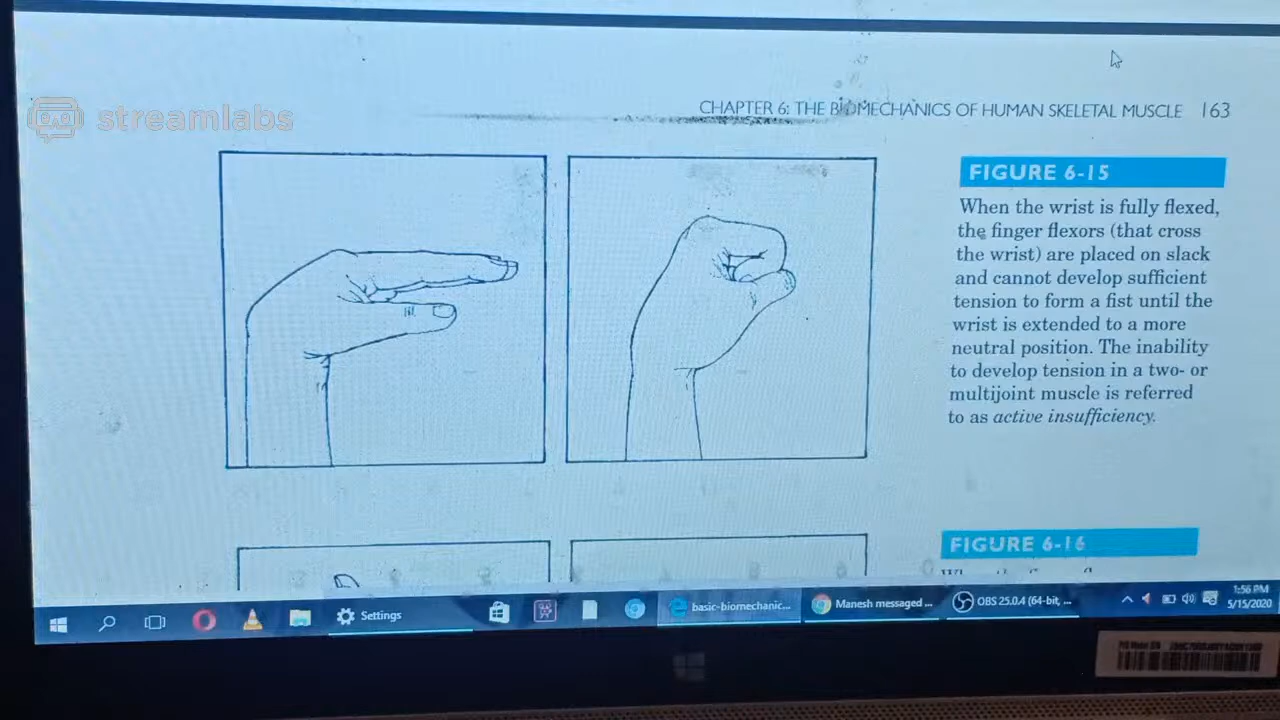 streamlabs
CHAPTER 6: THE BIOMECHANICS OF HUMAN SKELETAL MUSCLE 163
FIGURE 6-15
When the wrist is fully flexed,
the finger flexors (that cross
the wrist) are placed on slack
and cannot develop sufficient
tension to form a fist until the
wrist is extended to a more
neutral position. The inability
to develop tension in a two- or
multijoint muscle is referred
to as active insufficiency.
FIGURE 6-16
Settings
basic-biomechanic...
Manesh messaged ...
OBS 25.0.4 (64-bit, ...
1:56 PM
5/15/2020